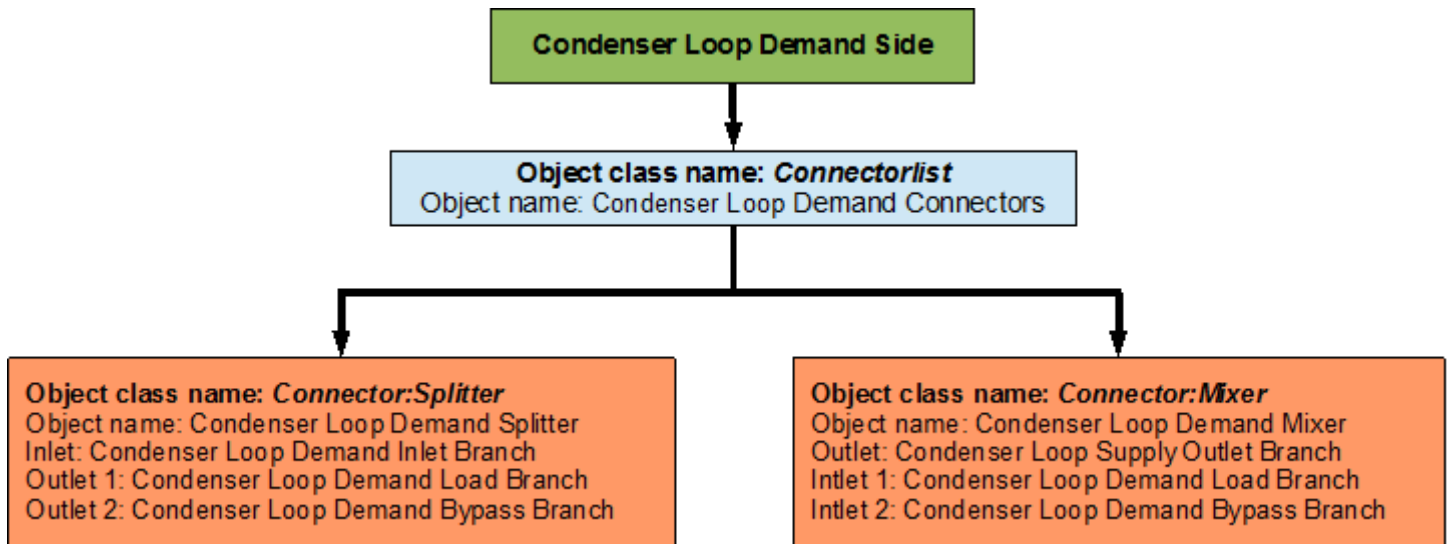 Condenser Loop Demand Side
Object class name: Connectorlist
Object name: Condenser Loop Demand Connectors
Object class name: Connector:Splitter
Object name: Condenser Loop Demand Splitter
Inlet: Condenser Loop Demand Inlet Branch
Outlet 1: Condenser Loop Demand Load Branch
Outlet 2: Condenser Loop Demand Bypass Branch
Object class name: Connector:Mixer
Object name: Condenser Loop Demand Mixer
Outlet: Condenser Loop Supply Outlet Branch
Intlet 1: Condenser Loop Demand Load Branch
Intlet 2: Condenser Loop Demand Bypass Branch